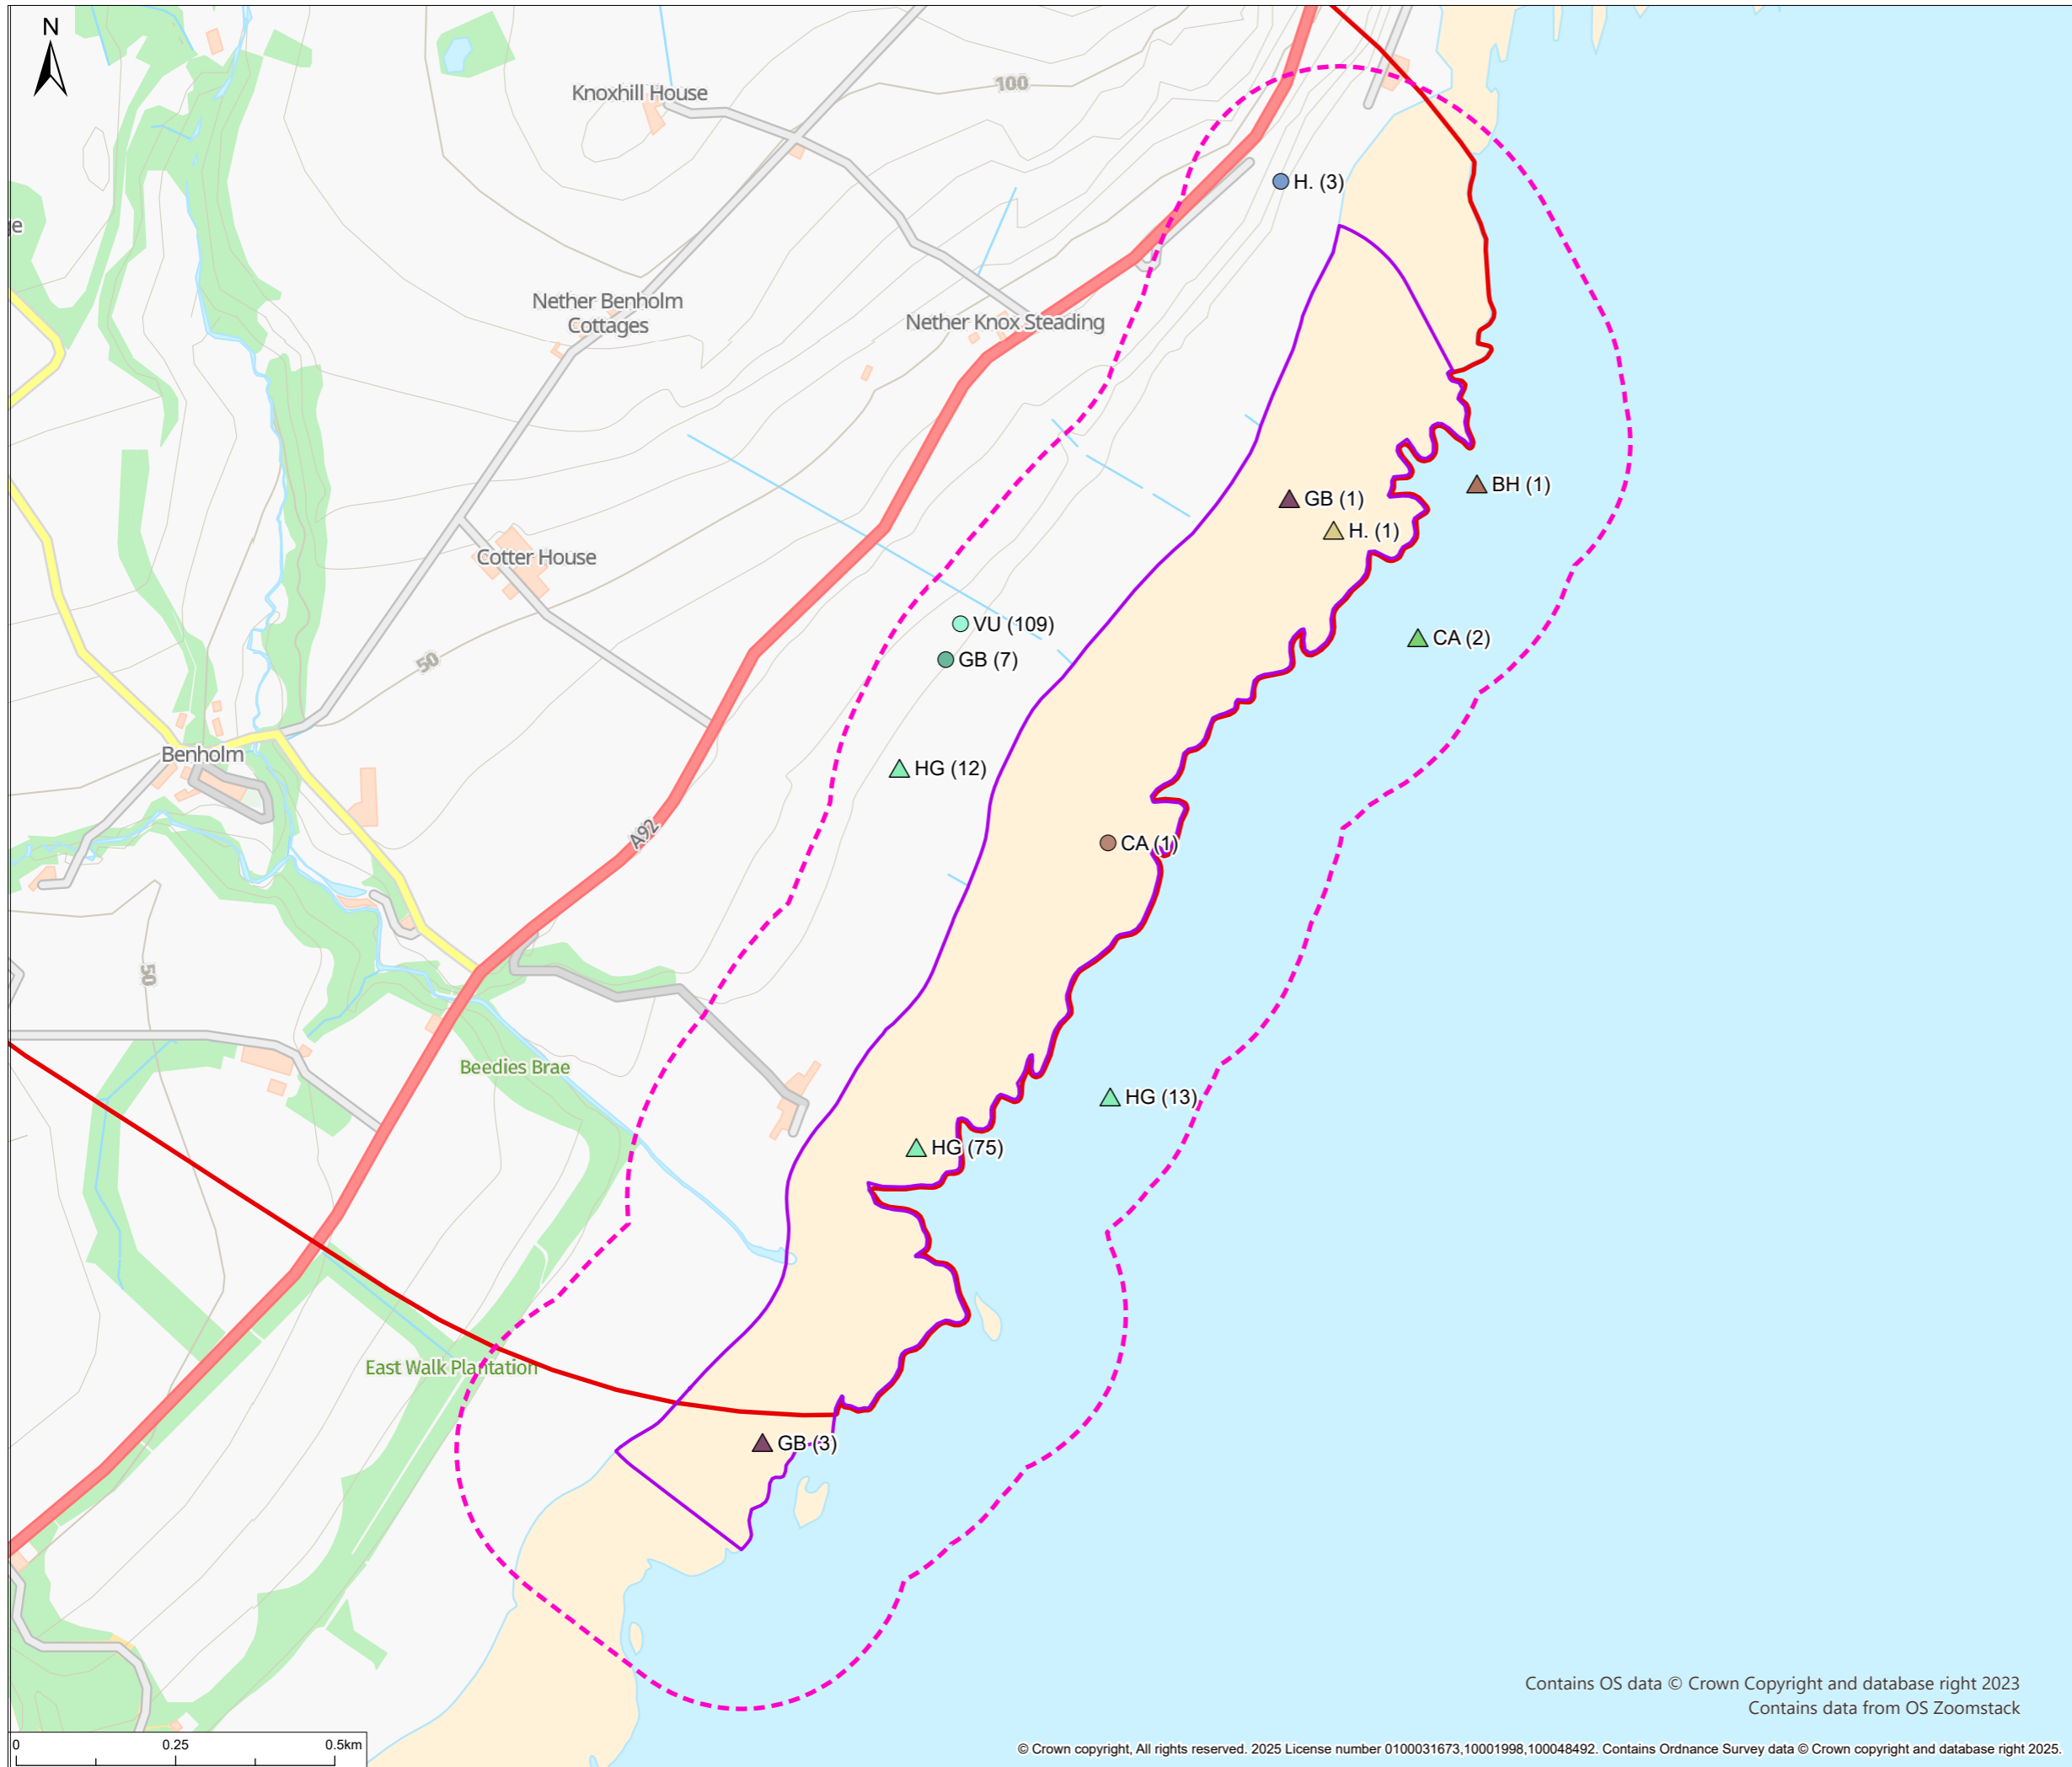 N
100
Knoxhill House
H. (3)
e
Nether Benholm
Cottages
Nether Knox Steading
BH (1)
GB (1)
H. (1)
Cotter House
VU (109)
CA (2)
GB (7)
50
Benholm
HG (12)
A92
CA (1)
50
Beedies Brae
HG (13)
HG (75)
East Walk Plantation
GB (3)
Contains OS data © Crown Copyright and database right 2023
Contains data from OS Zoomstack
0 0.25 0.5km
© Crown copyright, All rights reserved. 2025 License number 0100031673,10001998,100048492. Contains Ordnance Survey data © Crown copyright and database right 2025.